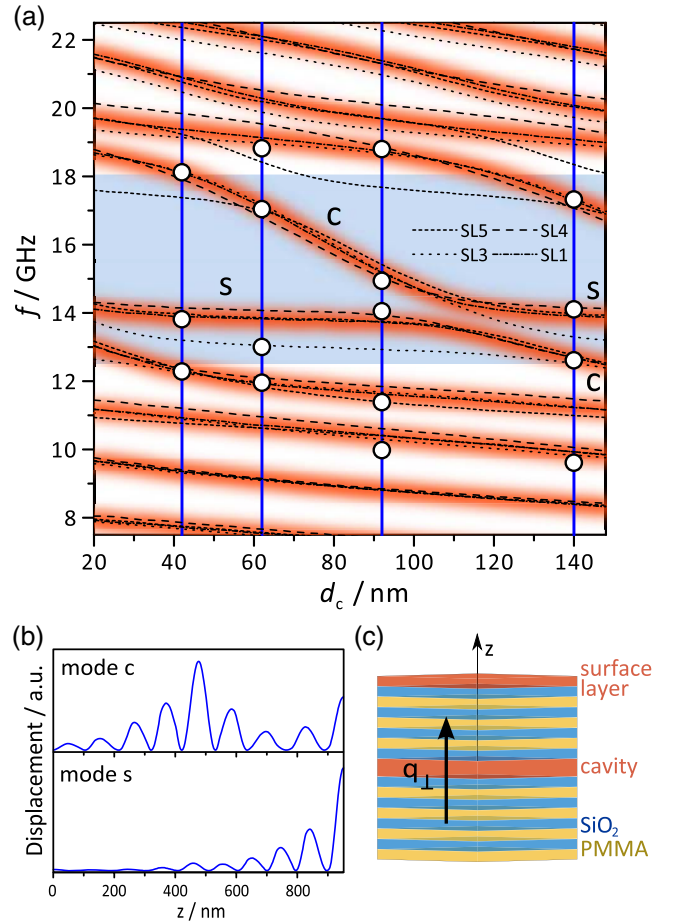 (a)
22
20
18
16
14
12
10
8
f / GHz
c
s
SL5 SL4
SL3 SL1
s
c
20 40 60 80 100 120 140
d_c / nm
(b)
mode c
mode s
Displacement / a.u.
0 200 400 600 800
z / nm
(c)
z
surface
layer
cavity
q⊥
SiO₂
PMMA